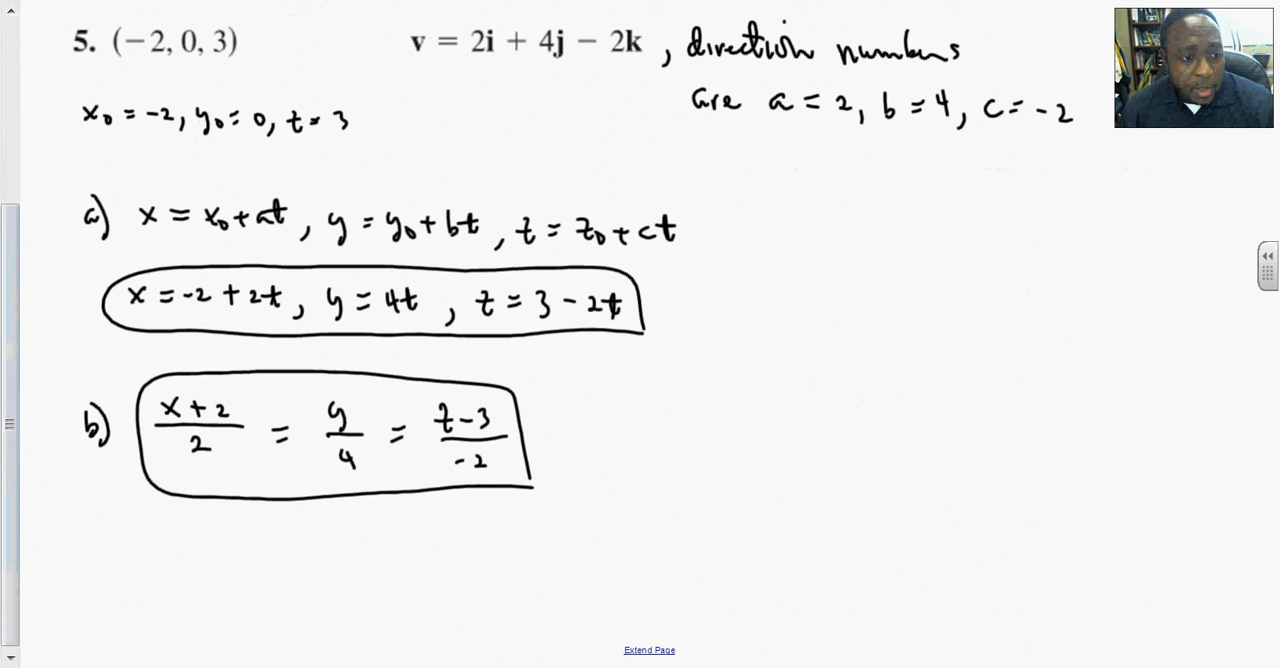 5. (−2, 0, 3) v = 2i + 4j − 2k , direction numbers
are a = 2, b = 4, c = -2
x₀ = -2, y₀ = 0, z = 3
a) x = x₀ + at , y = y₀ + bt , z = z₀ + ct
x = -2 + 2t , y = 4t , z = 3 - 2t
b) x + 2 / 2 = y / 4 = z - 3 / -2
Extend Page